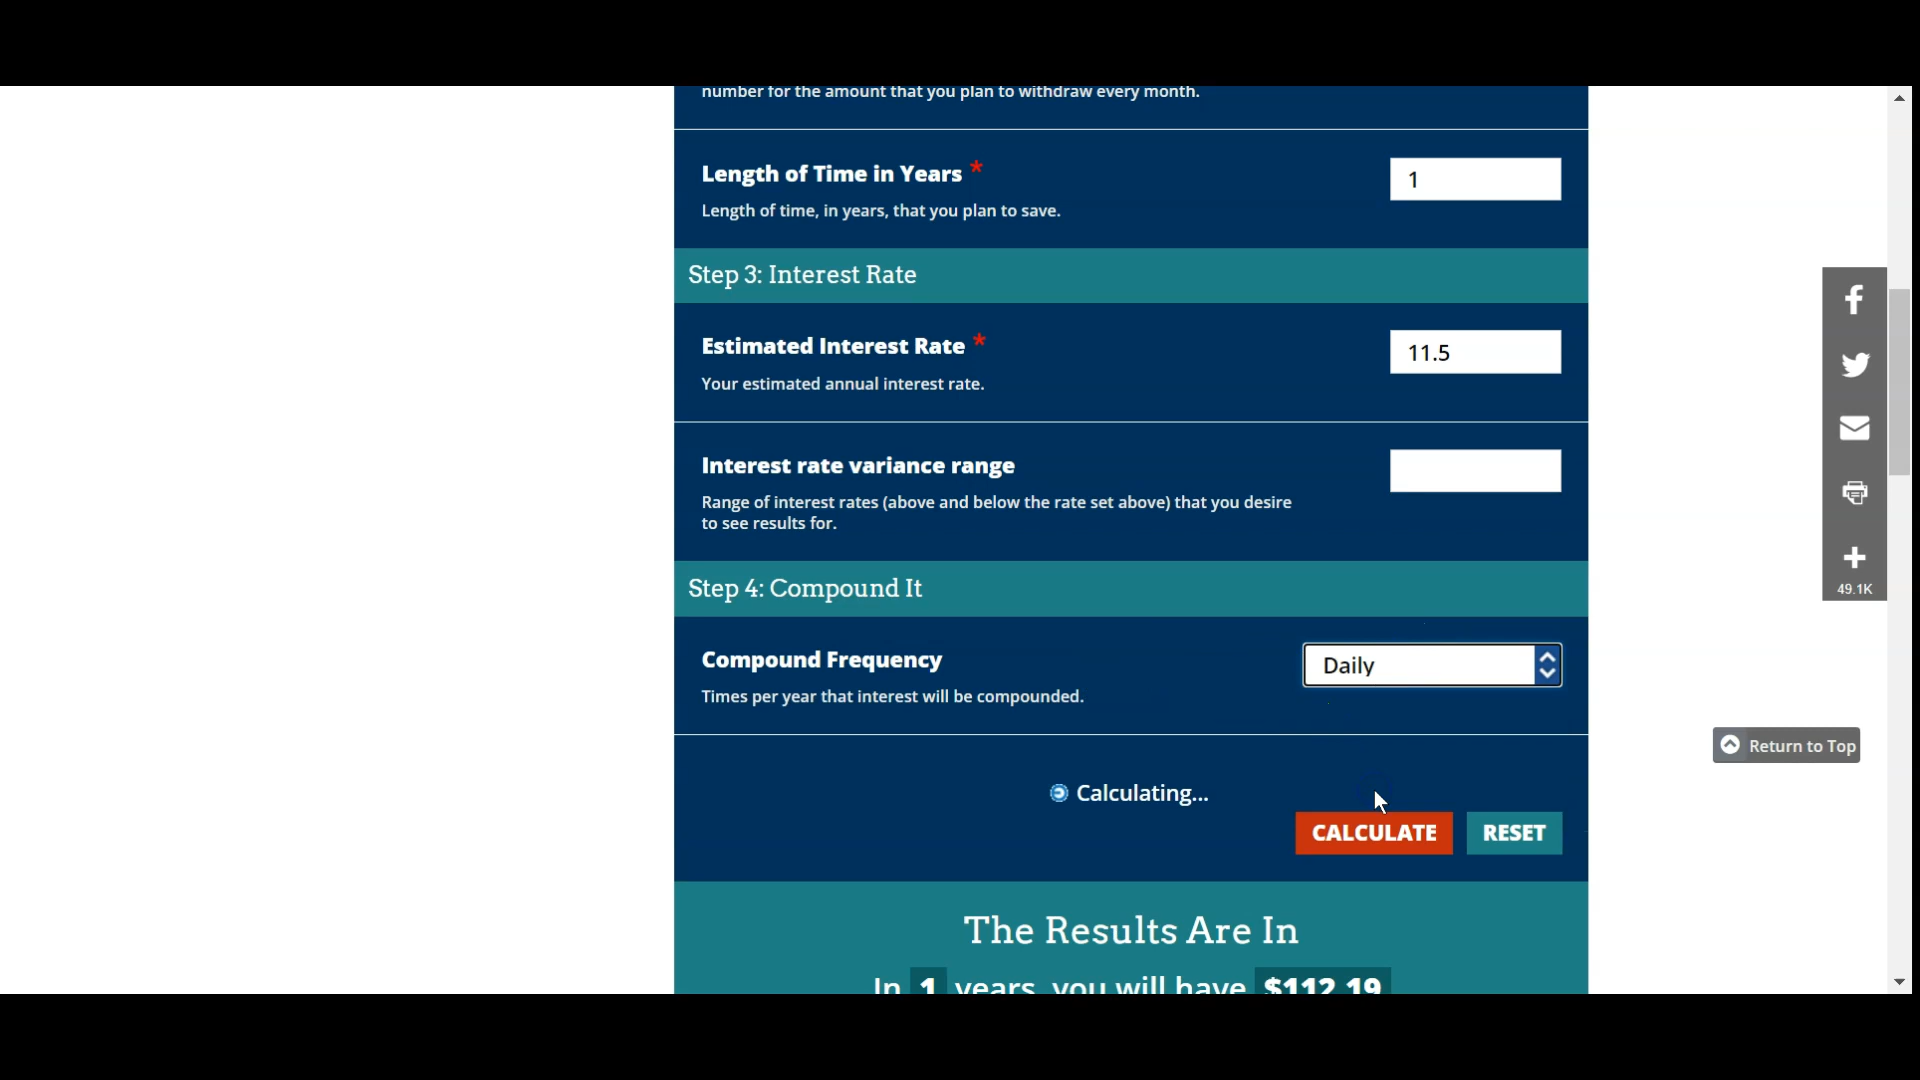 number for the amount that you plan to withdraw every month.
Length of Time in Years *
1
Length of time, in years, that you plan to save.
Step 3: Interest Rate
Estimated Interest Rate *
11.5
Your estimated annual interest rate.
Interest rate variance range
Range of interest rates (above and below the rate set above) that you desire
to see results for.
Step 4: Compound It
Compound Frequency
Daily
Times per year that interest will be compounded.
Calculating...
CALCULATE
RESET
The Results Are In
In 1 years, you will have $112.19
49.1K
Return to Top